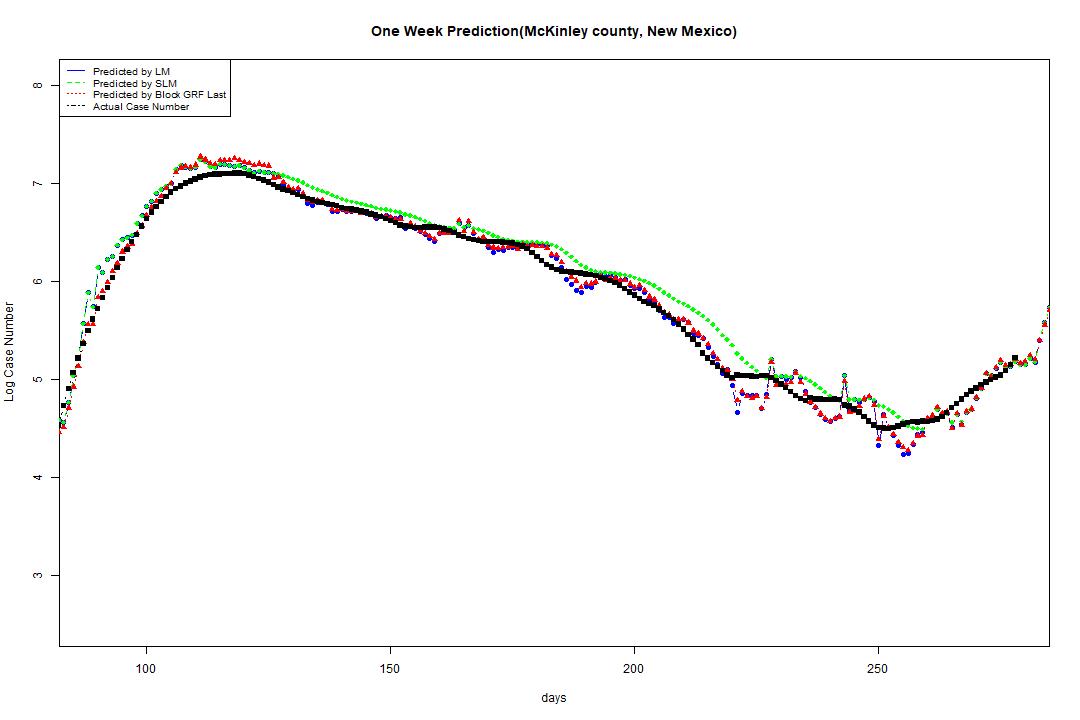 One Week Prediction(McKinley county, New Mexico)
Predicted by LM
Predicted by SLM
Predicted by Block GRF Last
Actual Case Number
8
7
6
5
4
3
Log Case Number
100 150 200 250
days